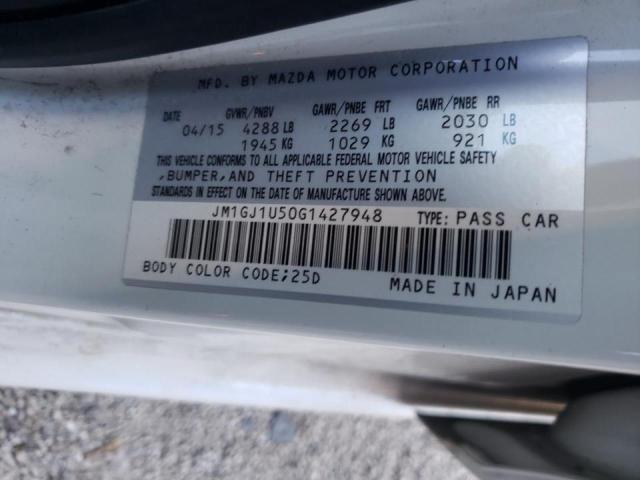 MFD. BY MAZDA MOTOR CORPORATION
GVWR/PNBV GAWR/PNBE FRT GAWR/PNBE RR
04/15 4288 LB 2269 LB 2030 LB
1945 KG 1029 KG 921 KG
THIS VEHICLE CONFORMS TO ALL APPLICABLE FEDERAL MOTOR VEHICLE SAFETY
,BUMPER,AND THEFT PREVENTION
STANDARDS IN EFFECT ON THE DATE OF MANUFACTURE SHOWN ABOVE.
JM1GJ1U50G1427948 TYPE: PASS CAR
BODY COLOR CODE;25D MADE IN JAPAN